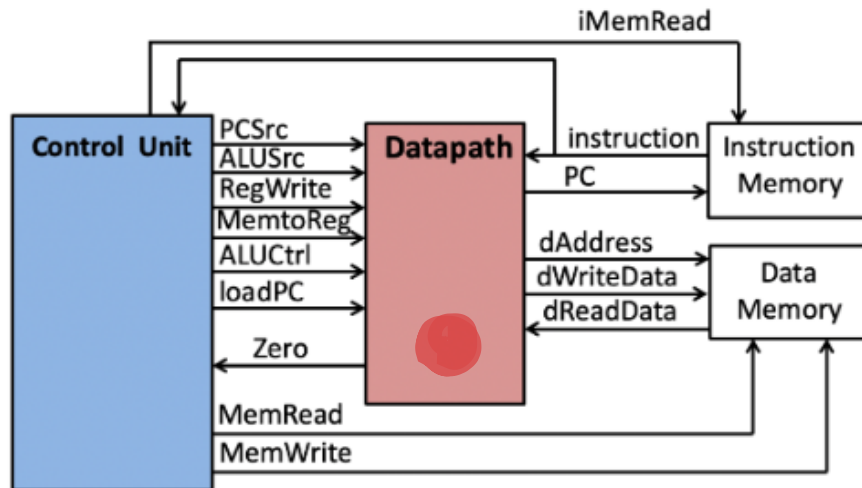 iMemRead
Control Unit
PCSrc
ALUSrc
RegWrite
MemtoReg
ALUCtrl
loadPC
Zero
MemRead
MemWrite
Datapath
instruction
PC
dAddress
dWriteData
dReadData
Instruction
Memory
Data
Memory